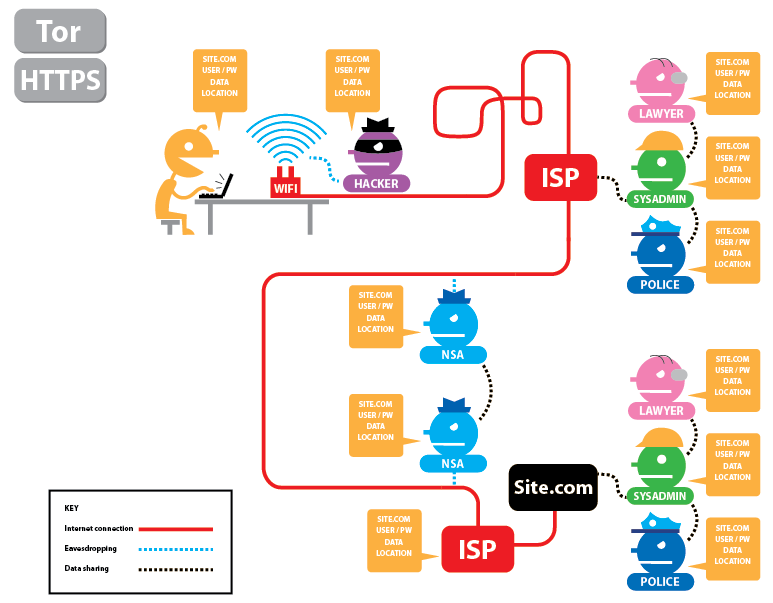 Tor
HTTPS
SITE.COM
USER / PW
DATA
LOCATION
SITE.COM
USER / PW
DATA
LOCATION
WIFI
HACKER
ISP
LAWYER
SITE.COM
USER / PW
DATA
LOCATION
SYSADMIN
SITE.COM
USER / PW
DATA
LOCATION
POLICE
SITE.COM
USER / PW
DATA
LOCATION
SITE.COM
USER / PW
DATA
LOCATION
NSA
SITE.COM
USER / PW
DATA
LOCATION
NSA
LAWYER
SITE.COM
USER / PW
DATA
LOCATION
SYSADMIN
SITE.COM
USER / PW
DATA
LOCATION
POLICE
SITE.COM
USER / PW
DATA
LOCATION
Site.com
SITE.COM
USER / PW
DATA
LOCATION
ISP
KEY
Internet connection
Eavesdropping
Data sharing